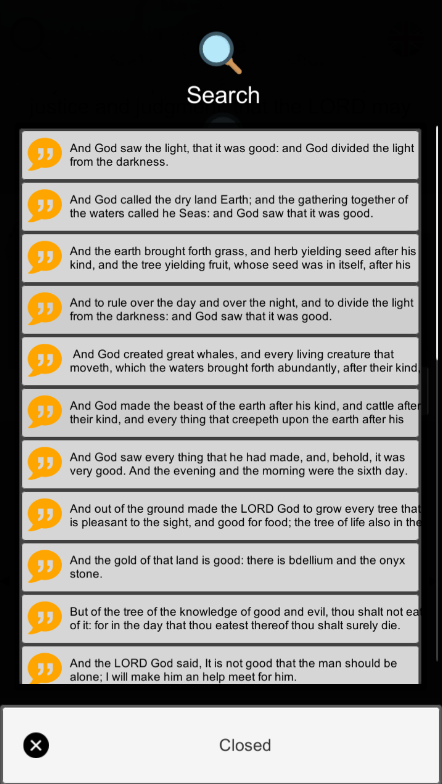 Search
And God saw the light, that it was good: and God divided the light
from the darkness.
And God called the dry land Earth; and the gathering together of
the waters called he Seas: and God saw that it was good.
And the earth brought forth grass, and herb yielding seed after his
kind, and the tree yielding fruit, whose seed was in itself, after his
And to rule over the day and over the night, and to divide the light
from the darkness: and God saw that it was good.
And God created great whales, and every living creature that
moveth, which the waters brought forth abundantly, after their kind,
And God made the beast of the earth after his kind, and cattle after
their kind, and every thing that creepeth upon the earth after his
And God saw every thing that he had made, and, behold, it was
very good. And the evening and the morning were the sixth day.
And out of the ground made the LORD God to grow every tree that
is pleasant to the sight, and good for food; the tree of life also in the
And the gold of that land is good: there is bdellium and the onyx
stone.
But of the tree of the knowledge of good and evil, thou shalt not eat
of it: for in the day that thou eatest thereof thou shalt surely die.
And the LORD God said, It is not good that the man should be
alone; I will make him an help meet for him.
Closed